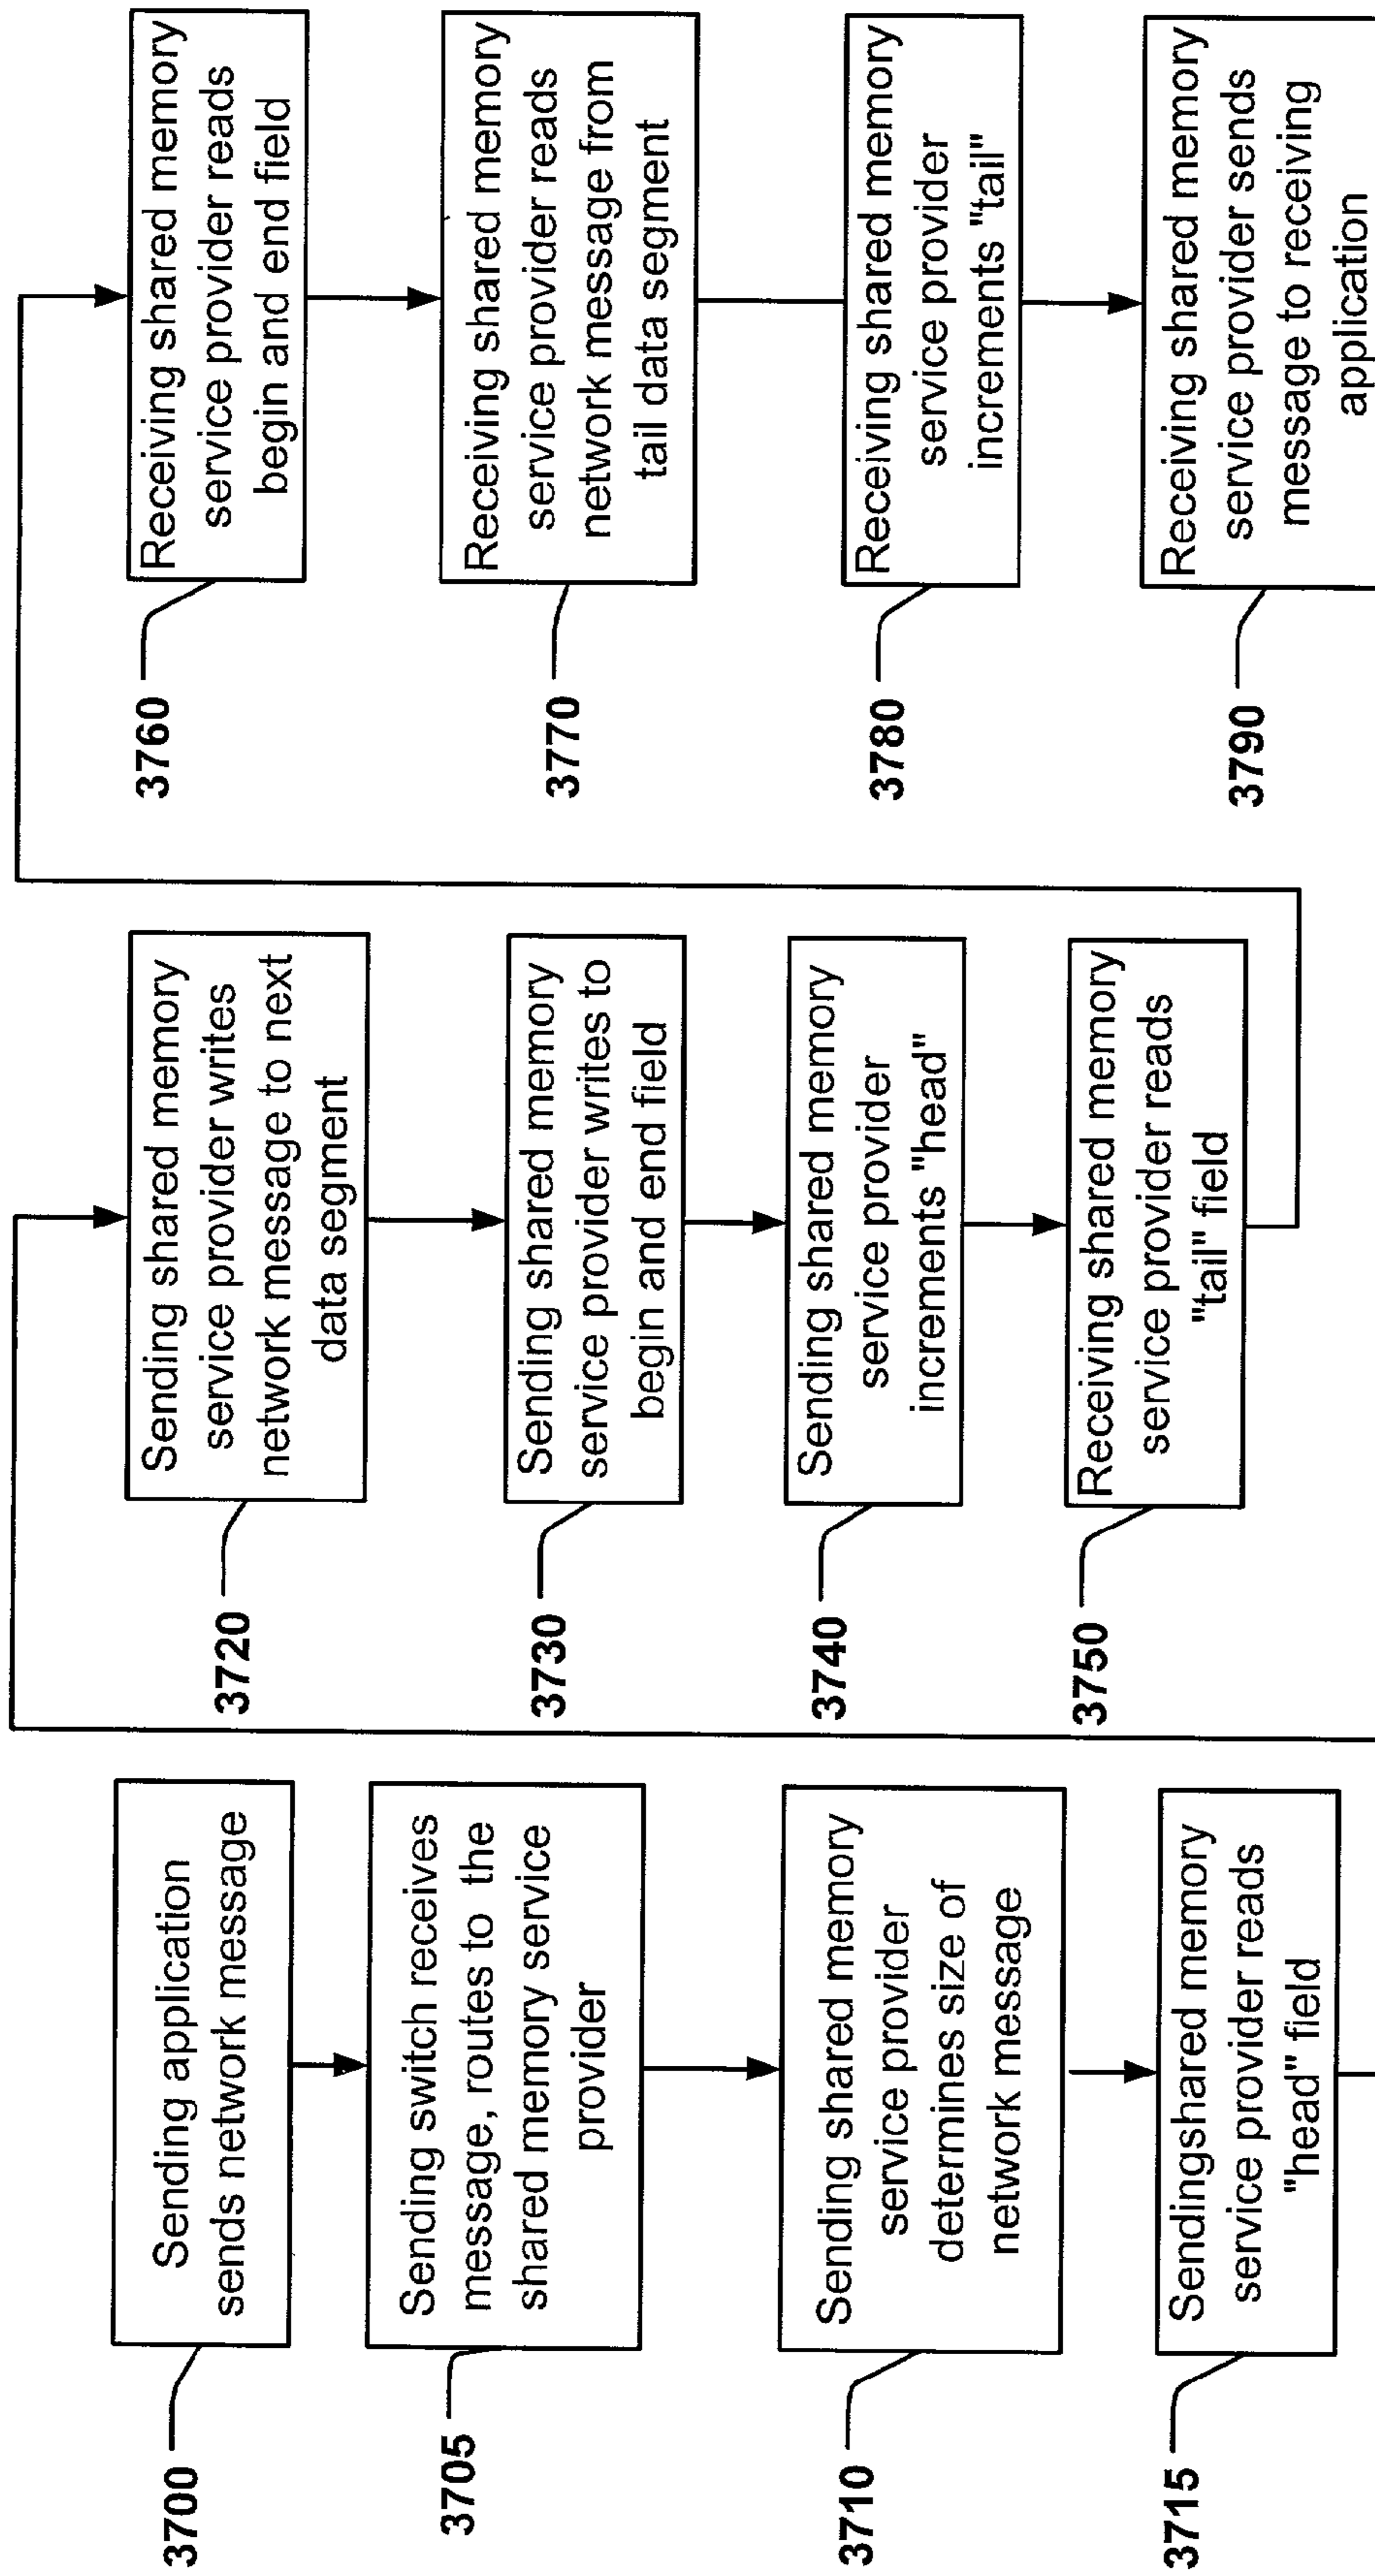 3700
Sending application
sends network message
3705
Sending switch receives
message, routes to the
shared memory service
provider
3710
Sending shared memory
service provider
determines size of
network message
3715
Sendingshared memory
service provider reads
"head" field
3720
Sending shared memory
service provider writes
network message to next
data segment
3730
Sending shared memory
service provider writes to
begin and end field
3740
Sending shared memory
service provider
increments "head"
3750
Receiving shared memory
service provider reads
"tail" field
3760
Receiving shared memory
service provider reads
begin and end field
3770
Receiving shared memory
service provider reads
network message from
tail data segment
3780
Receiving shared memory
service provider
increments "tail"
3790
Receiving shared memory
service provider sends
message to receiving
application